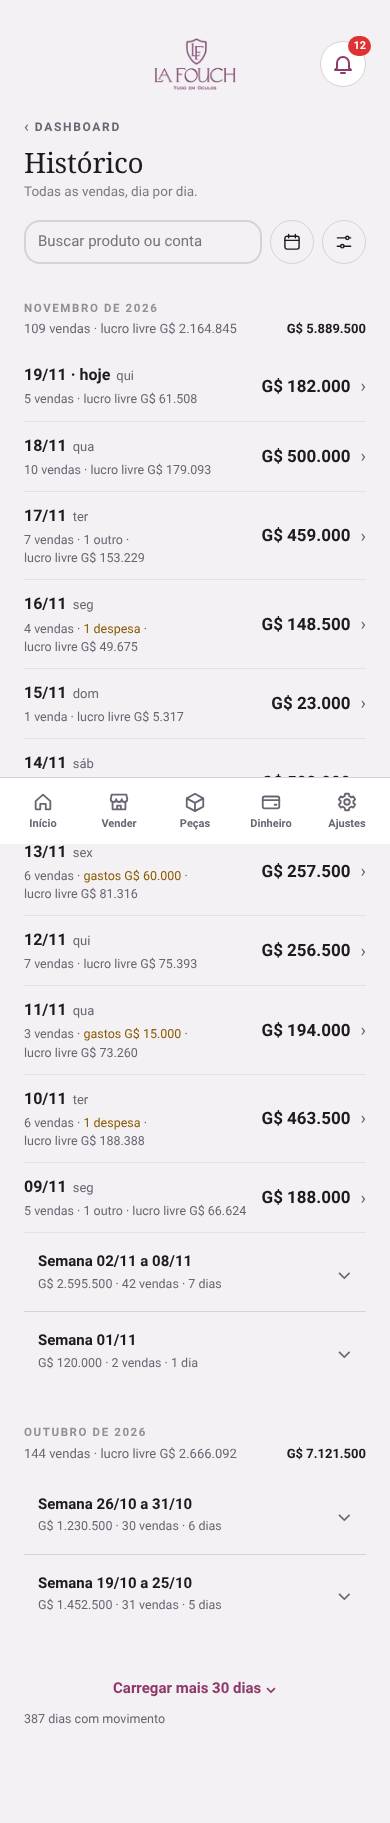 LF
LA FOUCH
TUDO EM ÓCULOS
12
‹ DASHBOARD
Histórico
Todas as vendas, dia por dia.
Buscar produto ou conta
NOVEMBRO DE 2026
109 vendas · lucro livre G$ 2.164.845 G$ 5.889.500
19/11 · hoje qui
5 vendas · lucro livre G$ 61.508
G$ 182.000 ›
18/11 qua
10 vendas · lucro livre G$ 179.093
G$ 500.000 ›
17/11 ter
7 vendas · 1 outro ·
lucro livre G$ 153.229
G$ 459.000 ›
16/11 seg
4 vendas · 1 despesa ·
lucro livre G$ 49.675
G$ 148.500 ›
15/11 dom
1 venda · lucro livre G$ 5.317
G$ 23.000 ›
14/11 sáb
Início
Vender
Peças
Dinheiro
Ajustes
13/11 sex
6 vendas · gastos G$ 60.000 ·
lucro livre G$ 81.316
G$ 257.500 ›
12/11 qui
7 vendas · lucro livre G$ 75.393
G$ 256.500 ›
11/11 qua
3 vendas · gastos G$ 15.000 ·
lucro livre G$ 73.260
G$ 194.000 ›
10/11 ter
6 vendas · 1 despesa ·
lucro livre G$ 188.388
G$ 463.500 ›
09/11 seg
5 vendas · 1 outro · lucro livre G$ 66.624
G$ 188.000 ›
Semana 02/11 a 08/11
G$ 2.595.500 · 42 vendas · 7 dias
Semana 01/11
G$ 120.000 · 2 vendas · 1 dia
OUTUBRO DE 2026
144 vendas · lucro livre G$ 2.666.092 G$ 7.121.500
Semana 26/10 a 31/10
G$ 1.230.500 · 30 vendas · 6 dias
Semana 19/10 a 25/10
G$ 1.452.500 · 31 vendas · 5 dias
Carregar mais 30 dias
387 dias com movimento